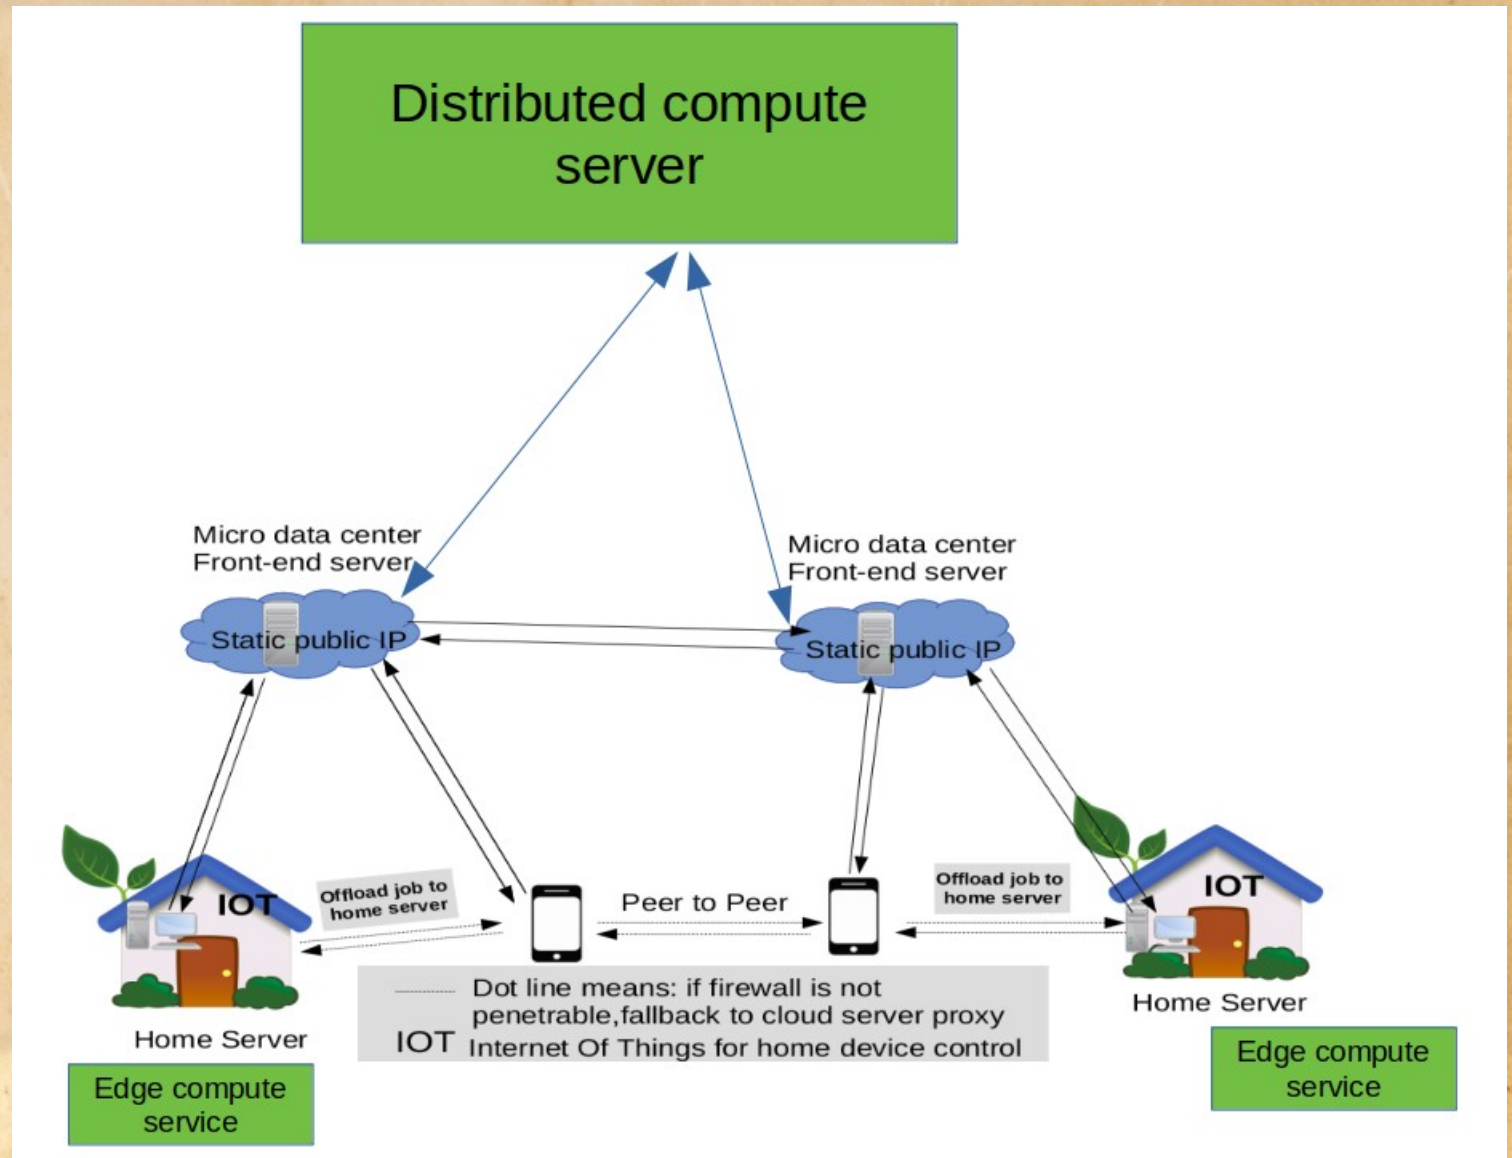 Distributed compute
server
Micro data center
Front-end server
Micro data center
Front-end server
Static public IP
Static public IP
IOT
Offload job to
home server
Peer to Peer
Offload job to
home server
IOT
Dot line means: if firewall is not
penetrable,fallback to cloud server proxy
IOT Internet Of Things for home device control
Home Server
Home Server
Edge compute
service
Edge compute
service